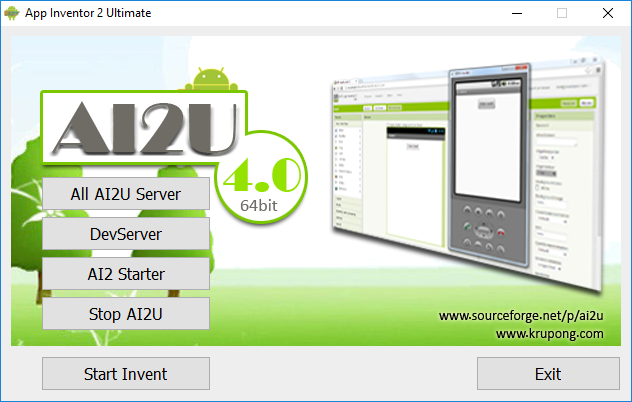 App Inventor 2 Ultimate
AI2U
4.0
64bit
All AI2U Server
DevServer
AI2 Starter
Stop AI2U
www.sourceforge.net/p/ai2u
www.krupong.com
Start Invent
Exit